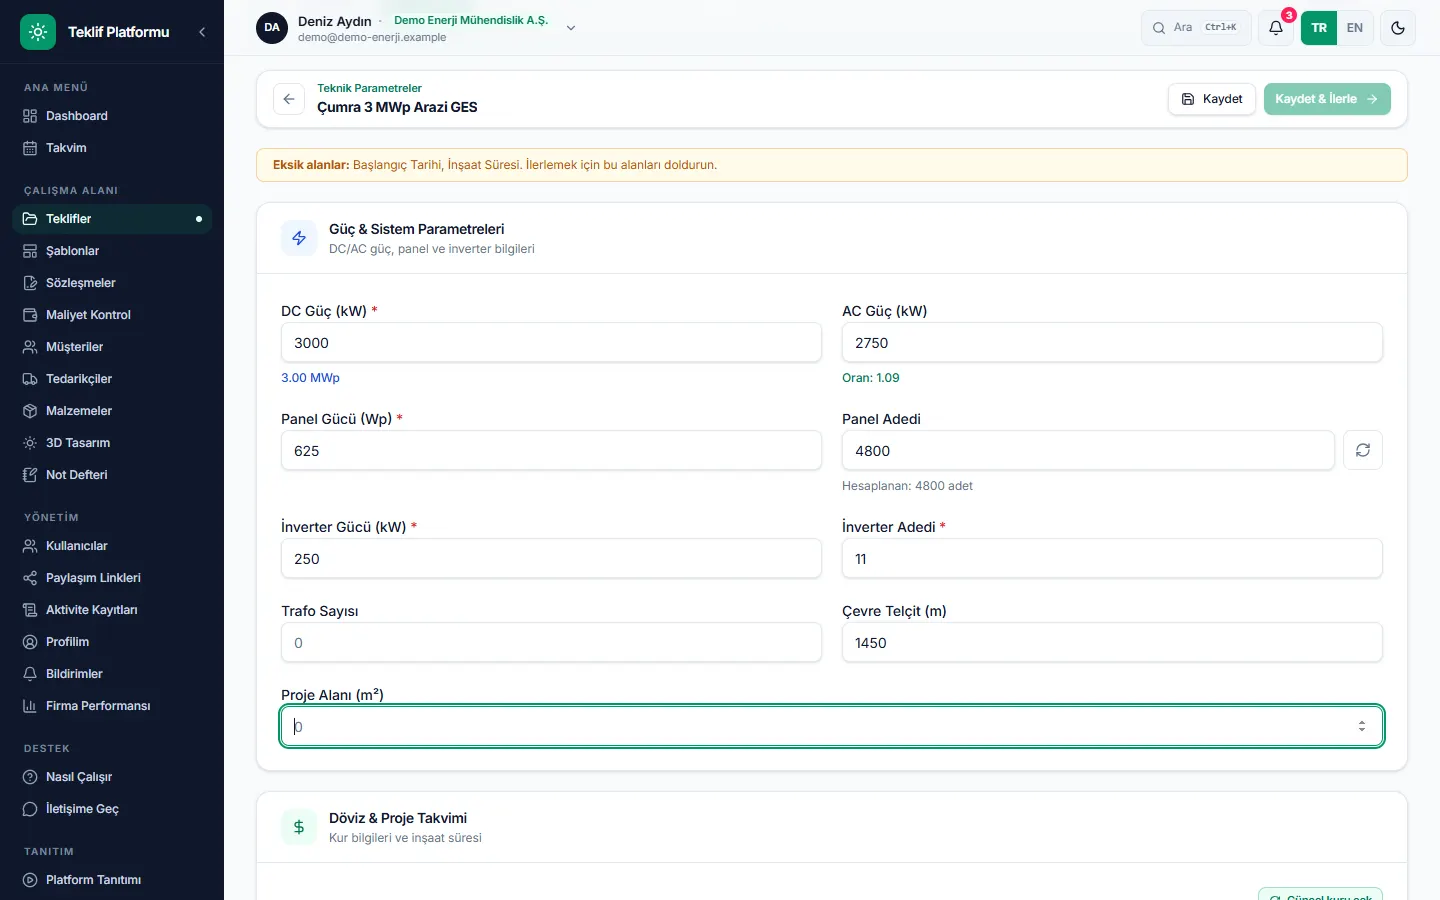 Teklif Platformu
ANA MENÜ
Dashboard
Takvim
ÇALIŞMA ALANI
Teklifler
Şablonlar
Sözleşmeler
Maliyet Kontrol
Müşteriler
Tedarikçiler
Malzemeler
3D Tasarım
Not Defteri
YÖNETİM
Kullanıcılar
Paylaşım Linkleri
Aktivite Kayıtları
Profilim
Bildirimler
Firma Performansı
DESTEK
Nasıl Çalışır
İletişime Geç
TANITIM
Platform Tanıtımı
DA
Deniz Aydın · Demo Enerji Mühendislik A.Ş.
demo@demo-enerji.example
Ara Ctrl+K
3
TR EN
Teknik Parametreler
Çumra 3 MWp Arazi GES
Kaydet
Kaydet & İlerle
Eksik alanlar: Başlangıç Tarihi, İnşaat Süresi. İlerlemek için bu alanları doldurun.
Güç & Sistem Parametreleri
DC/AC güç, panel ve inverter bilgileri
DC Güç (kW) *
3000
3.00 MWp
AC Güç (kW)
2750
Oran: 1.09
Panel Gücü (Wp) *
625
Panel Adedi
4800
Hesaplanan: 4800 adet
İnverter Gücü (kW) *
250
İnverter Adedi *
11
Trafo Sayısı
0
Çevre Telçit (m)
1450
Proje Alanı (m²)
0
Döviz & Proje Takvimi
Kur bilgileri ve inşaat süresi
Güncel kuru çek